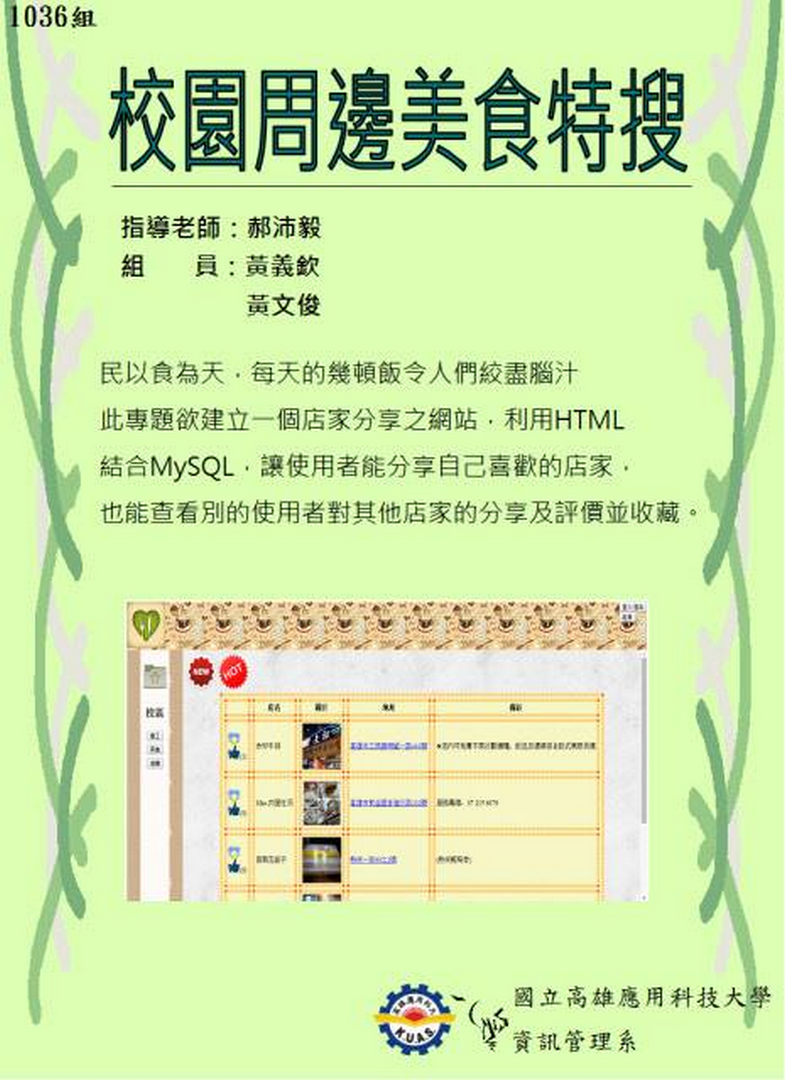 1036組
校園周邊美食特搜
指導老師：郝沛毅
組　　員：黃義欽
黃文俊
民以食為天，每天的幾頓飯令人們絞盡腦汁
此專題欲建立一個店家分享之網站，利用HTML
結合MySQL，讓使用者能分享自己喜歡的店家，
也能查看別的使用者對其他店家的分享及評價並收藏。
NEW HOT
校區
K.U.A.S.
國立高雄應用科技大學
資訊管理系